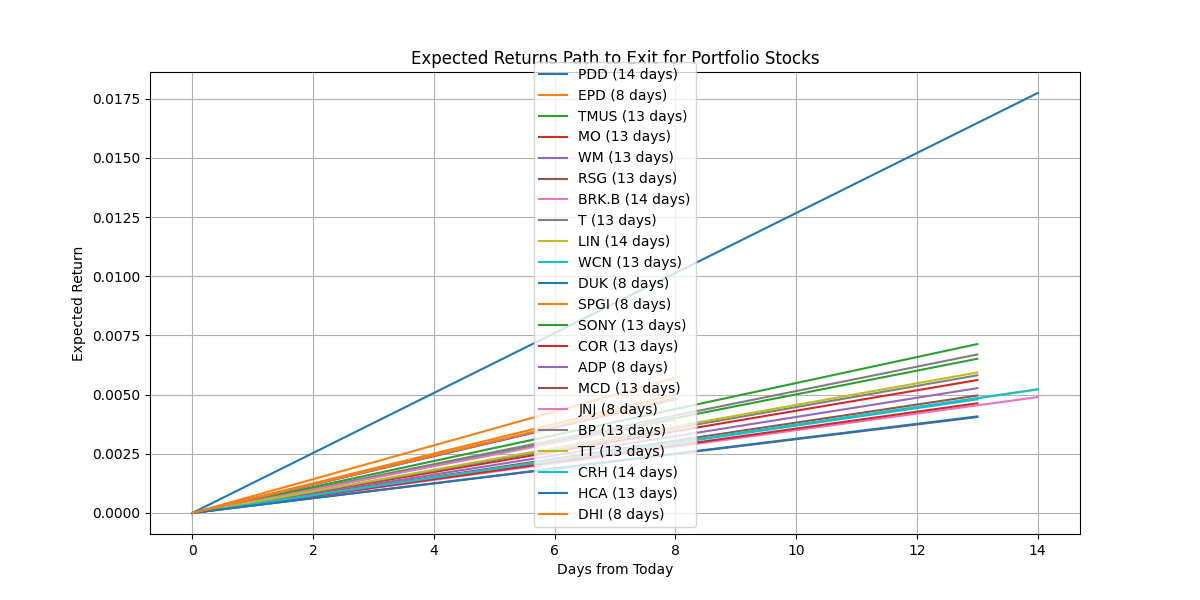 Expected Returns Path to Exit for Portfolio Stocks
PDD (14 days)
EPD (8 days)
TMUS (13 days)
MO (13 days)
WM (13 days)
RSG (13 days)
BRK.B (14 days)
T (13 days)
LIN (14 days)
WCN (13 days)
DUK (8 days)
SPGI (8 days)
SONY (13 days)
COR (13 days)
ADP (8 days)
MCD (13 days)
JNJ (8 days)
BP (13 days)
TT (13 days)
CRH (14 days)
HCA (13 days)
DHI (8 days)
Expected Return
0.0175
0.0150
0.0125
0.0100
0.0075
0.0050
0.0025
0.0000
0 2 4 6 8 10 12 14
Days from Today